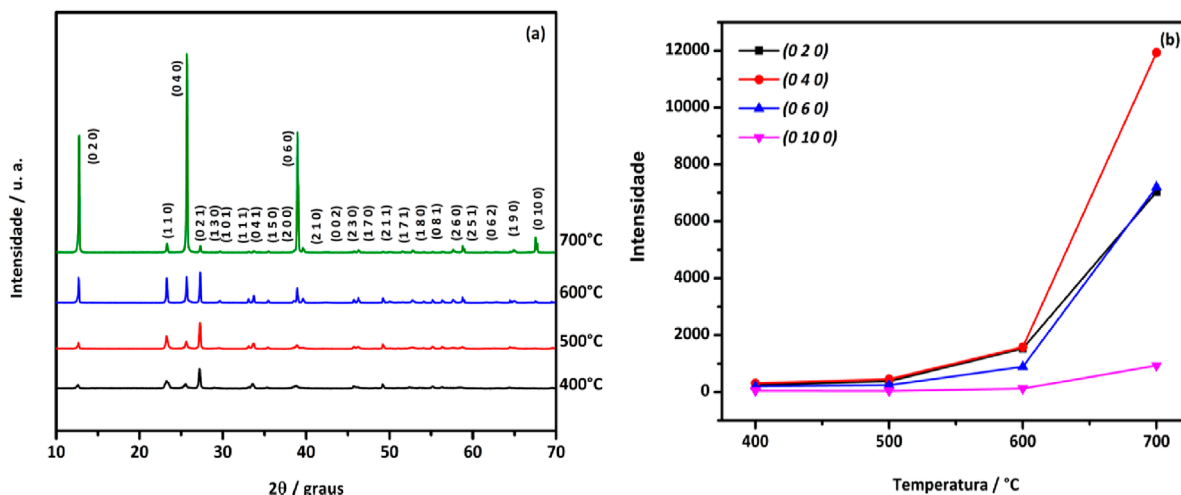 (a)
Intensidade / u. a.
(0 2 0)
(1 1 0)
(0 4 0)
(0 2 1)
(1 3 0)
(1 0 1)
(1 1 1)
(0 4 1)
(1 5 0)
(2 0 0)
(0 6 0)
(2 1 0)
(0 0 2)
(2 3 0)
(1 7 0)
(2 1 1)
(1 7 1)
(1 8 0)
(0 8 1)
(2 6 0)
(2 5 1)
(0 6 2)
(1 9 0)
(0 10 0)
700°C
600°C
500°C
400°C
10 20 30 40 50 60 70
2θ / graus
(b)
(0 2 0)
(0 4 0)
(0 6 0)
(0 10 0)
Intensidade
12000
10000
8000
6000
4000
2000
0
400 500 600 700
Temperatura / °C